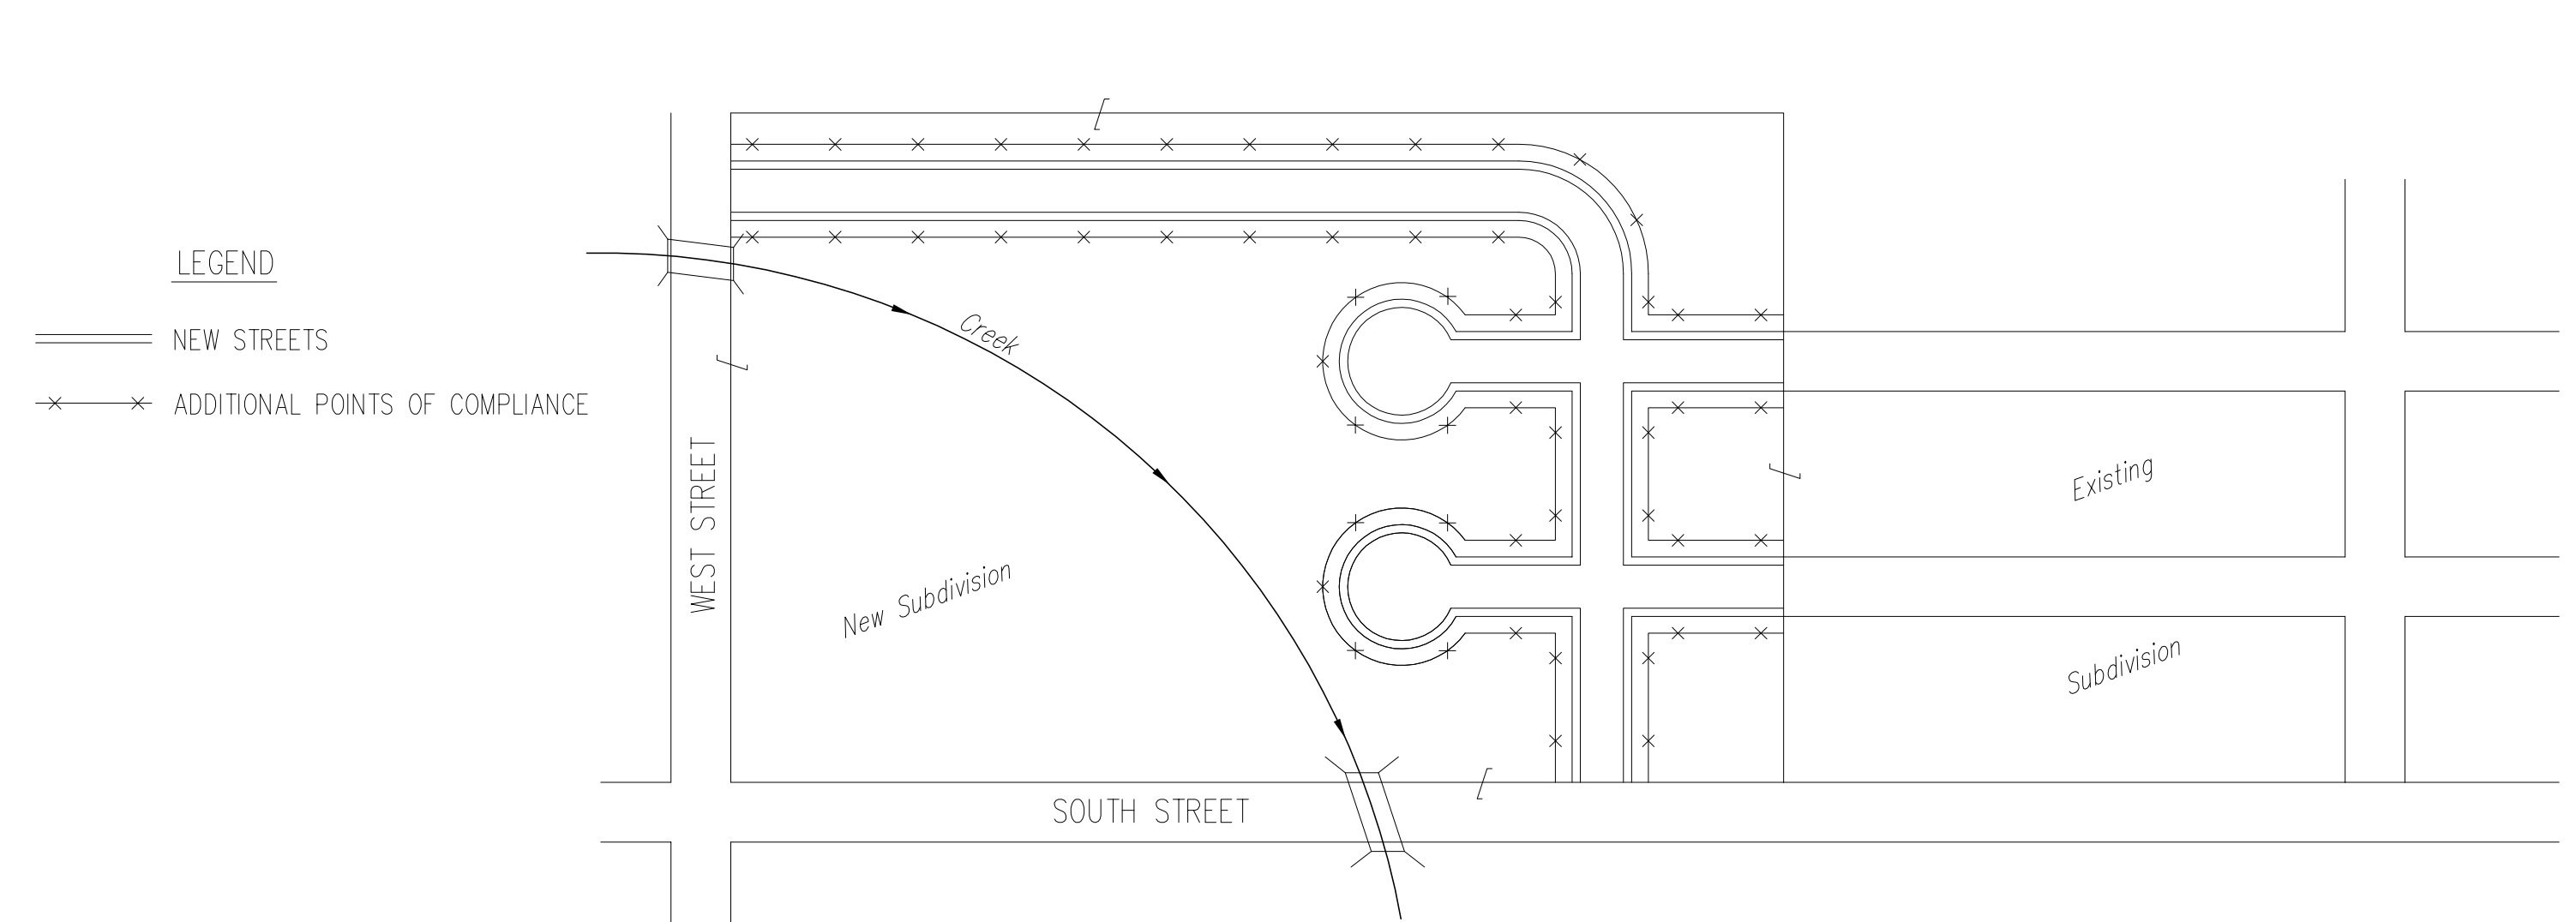 LEGEND
NEW STREETS
ADDITIONAL POINTS OF COMPLIANCE
Creek
WEST STREET
New Subdivision
Existing
Subdivision
SOUTH STREET